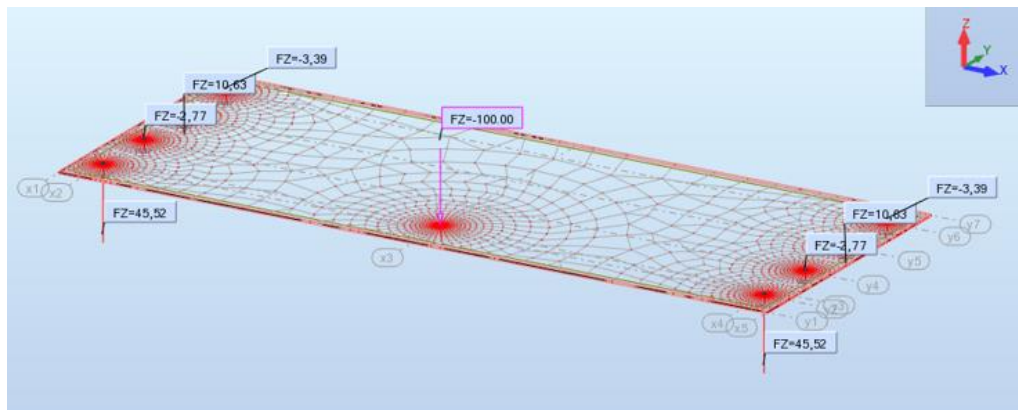 Z
Y
X
FZ=-3,39
FZ=10,63
FZ=-2,77
FZ=-100.00
x1
x2
FZ=45,52
x3
FZ=-3,39
FZ=10,63
FZ=-2,77
y7
y6
y5
y4
y3
y2
y1
x4
x5
FZ=45,52